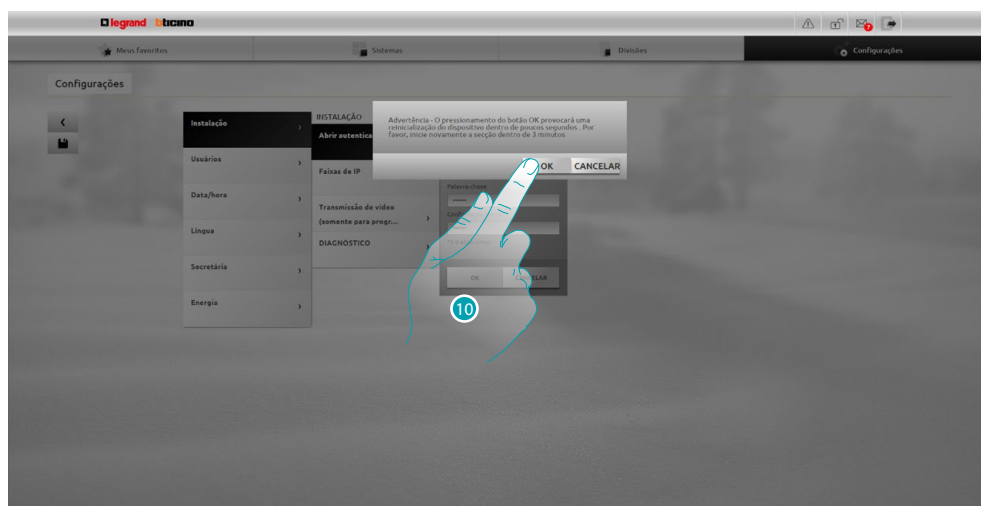 legrand bticino
7
Meus favoritos
Sistemas
Divisões
Configurações
Configurações
Instalação
Usuários
Data/hora
Língua
Secretária
Energia
INSTALAÇÃO
Abrir autentica
Faixas de IP
Transmissão de vídeo
(somente para progr...
DIAGNÓSTICO
Advertência - O pressionamento do botão OK provocará uma
reinicialização do dispositivo dentro de poucos segundos . Por
favor, inicie novamente a secção dentro de 3 minutos
OK CANCELAR
Palavra-chave
OK
10